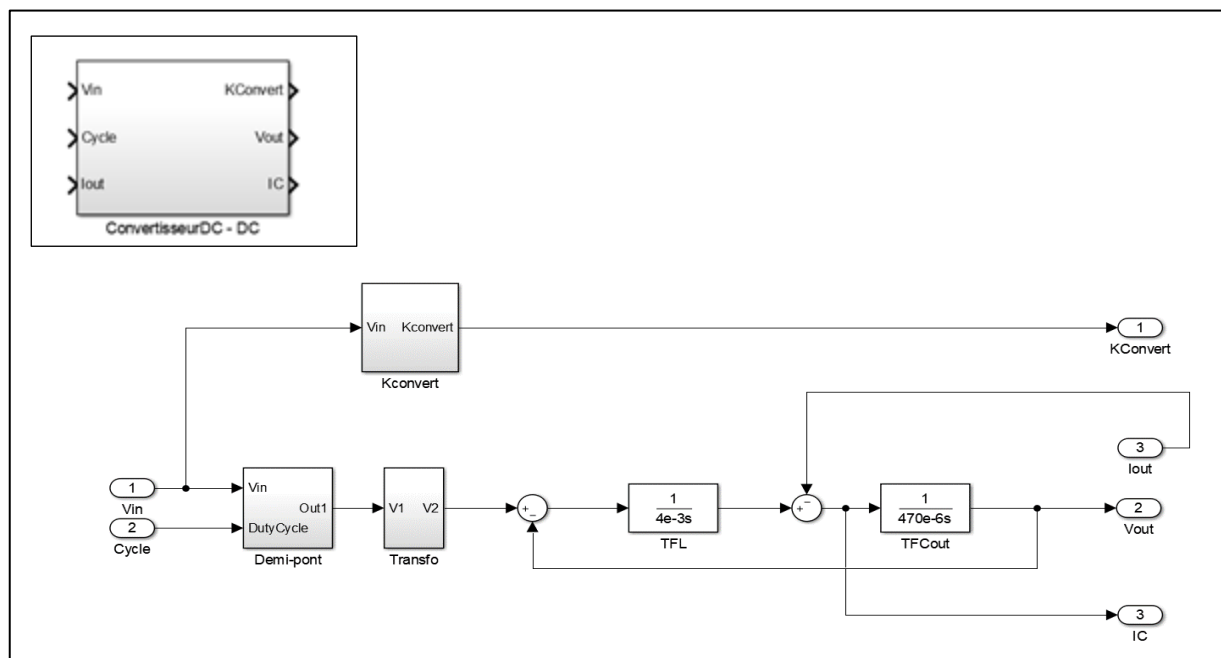 Vin KConvert
Cycle Vout
Iout IC
ConvertisseurDC - DC
Vin Kconvert
Kconvert
1
KConvert
3
Iout
1
Vin
2
Cycle
Vin
Out1
DutyCycle
Demi-pont
V1 V2
Transfo
+
-
1
4e-3s
TFL
-
+
1
470e-6s
TFCout
2
Vout
3
IC